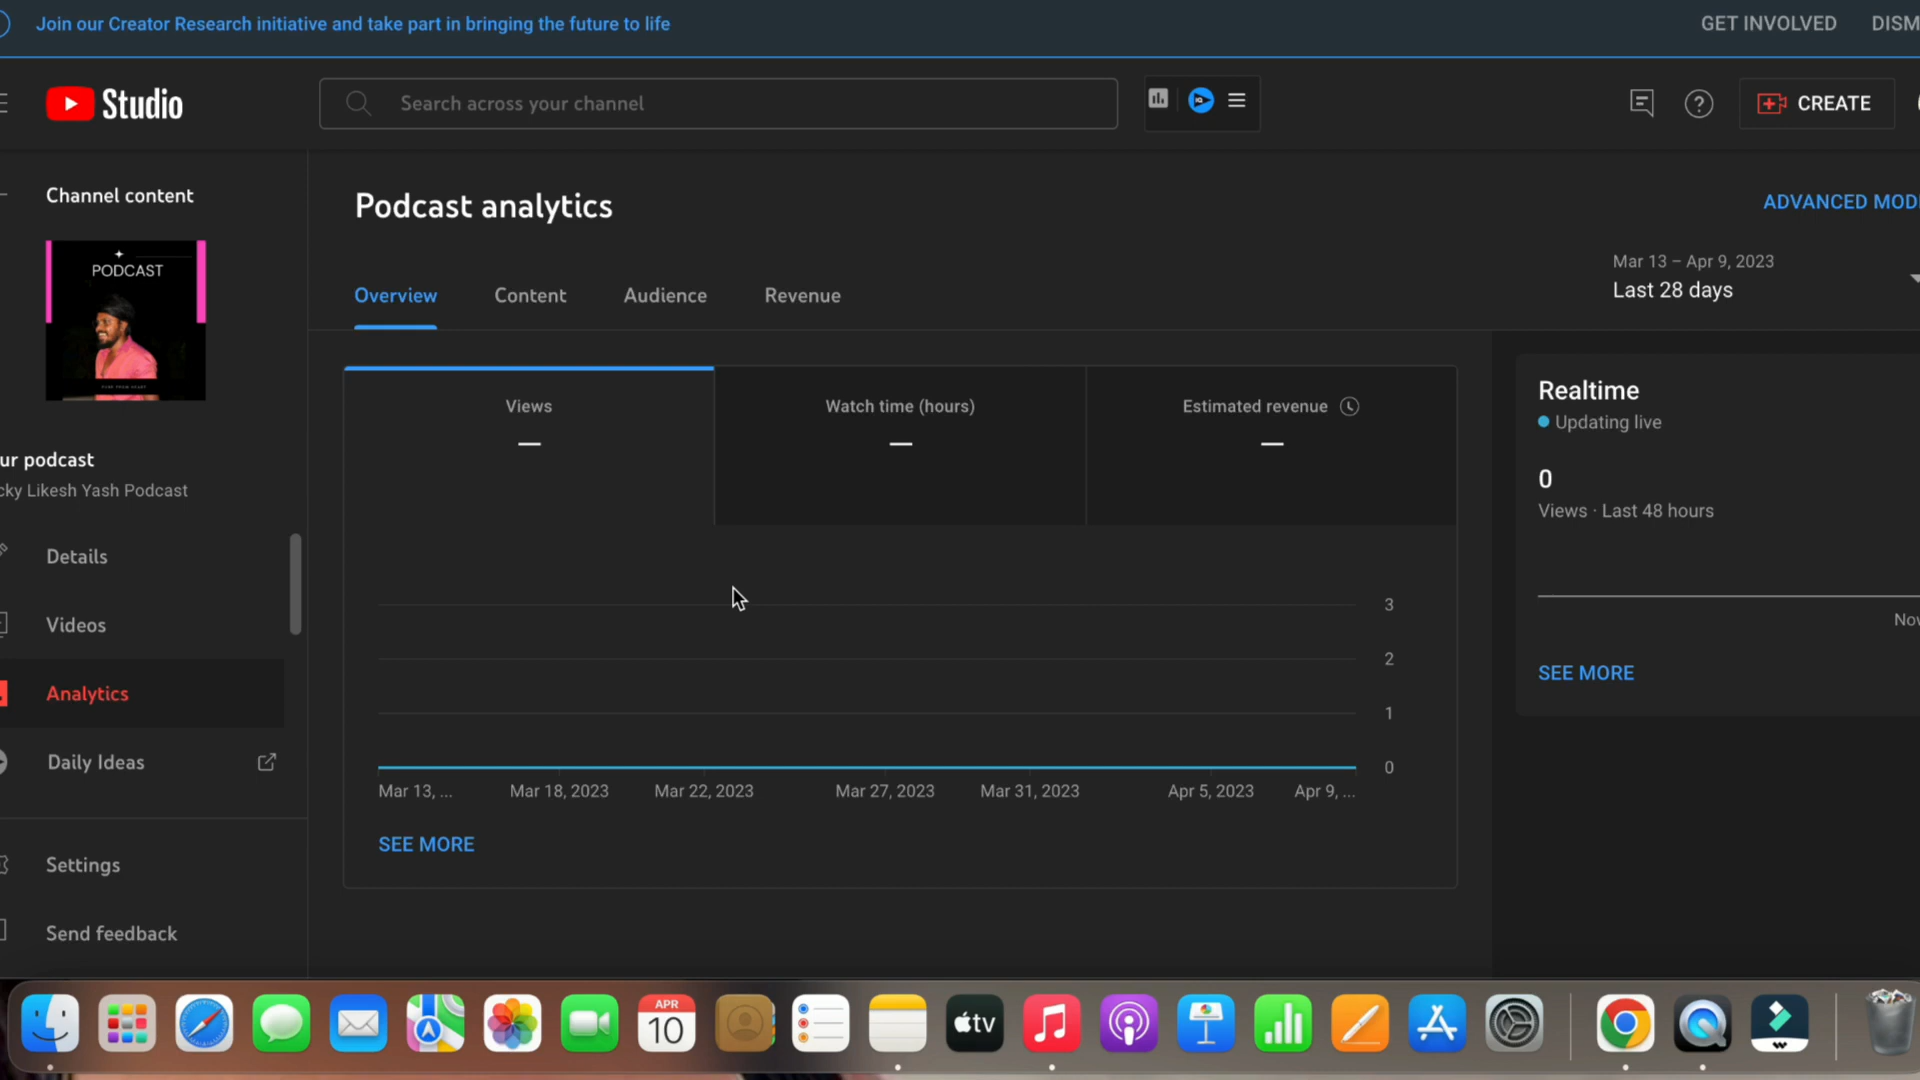 Join our Creator Research initiative and take part in bringing the future to life
GET INVOLVED
DISM
Studio
Search across your channel
CREATE
Channel content
PODCAST
ur podcast
cky Likesh Yash Podcast
Details
Videos
Analytics
Daily Ideas
Settings
Send feedback
Podcast analytics
ADVANCED MOD
Mar 13 – Apr 9, 2023
Last 28 days
Overview
Content
Audience
Revenue
Views
—
Watch time (hours)
—
Estimated revenue
—
3
2
1
0
Mar 13, ...
Mar 18, 2023
Mar 22, 2023
Mar 27, 2023
Mar 31, 2023
Apr 5, 2023
Apr 9, ...
SEE MORE
Realtime
Updating live
0
Views · Last 48 hours
Now
SEE MORE
APR
10
tv